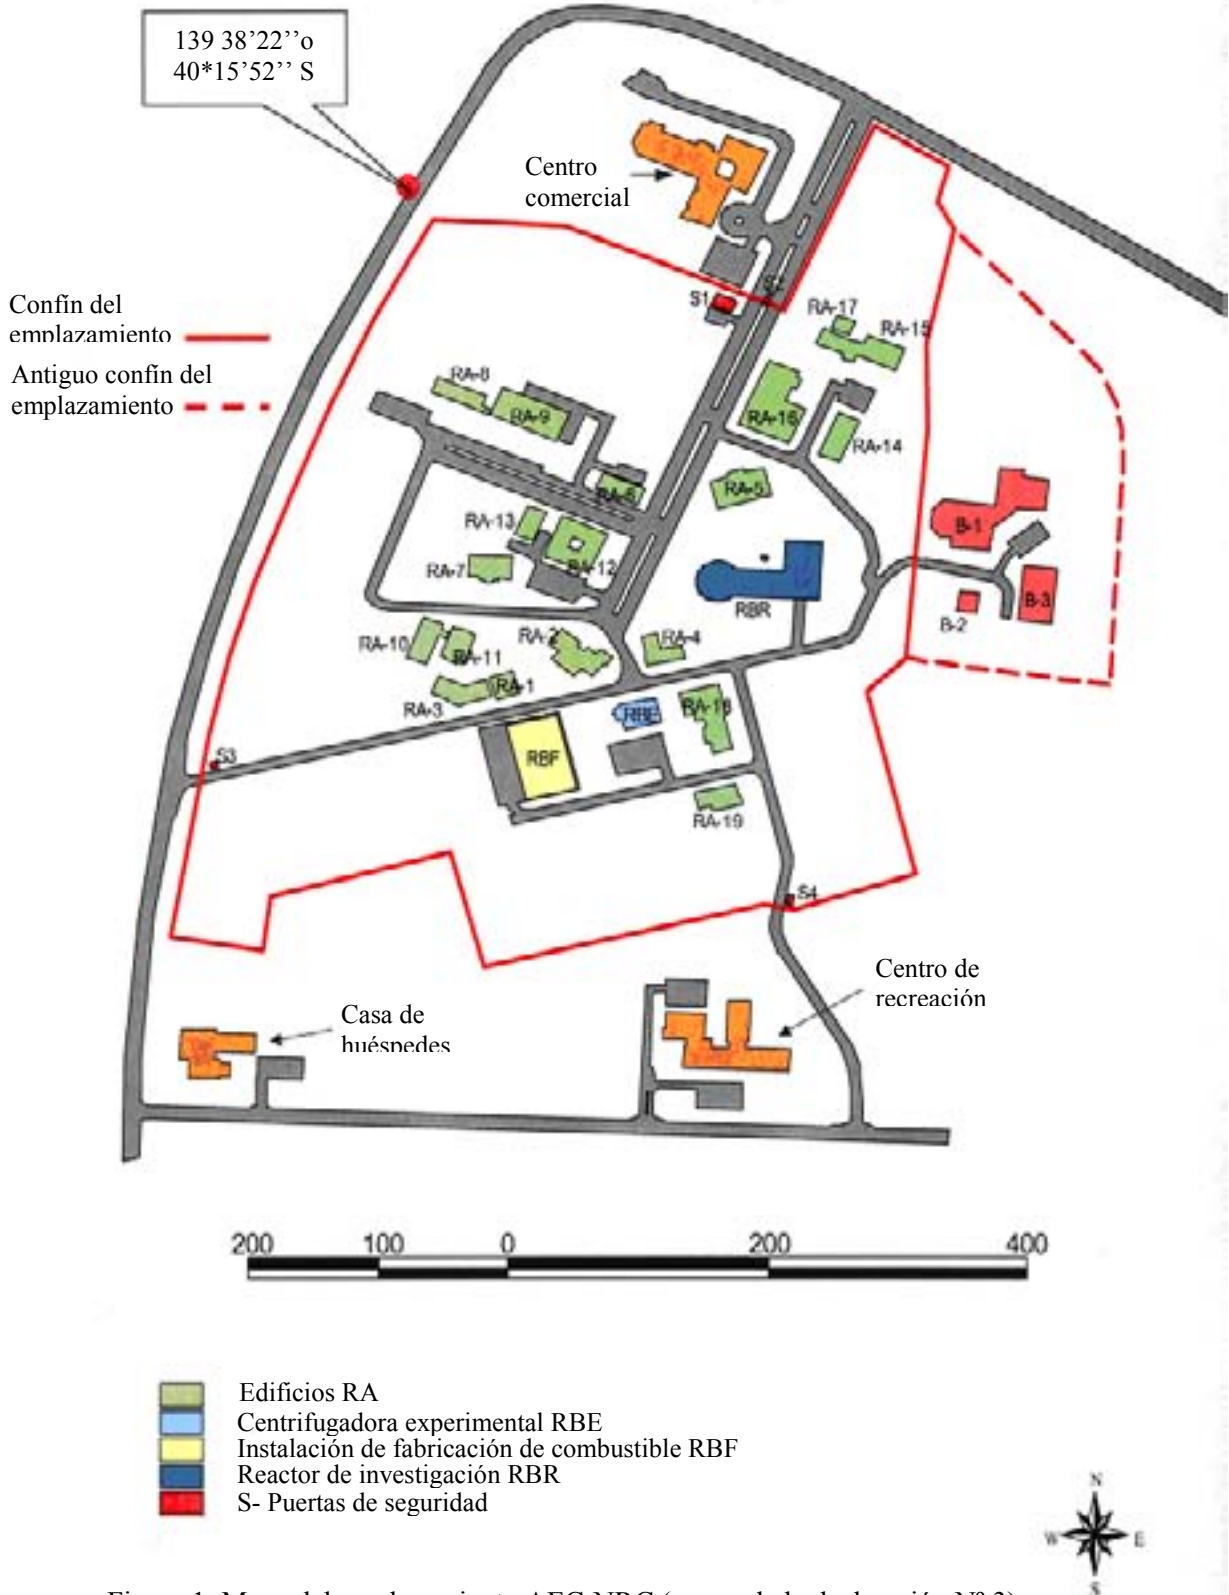 139 38’22’’o
40*15’52’’ S
Centro
comercial
Confín del
emplazamiento
Antiguo confín del
emplazamiento
S1
S2
RA-17
RA-15
RA-8
RA-9
RA-16
RA-14
RA-6
RA-5
RA-13
B-1
RA-12
RA-7
RBR
B-3
B-2
RA-10
RA-2
RA-4
RA-11
RA-1
RA-3
RBE
RA-18
S3
RBF
RA-19
S4
Centro de
recreación
Casa de
huéspedes
200 100 0 200 400
Edificios RA
Centrifugadora experimental RBE
Instalación de fabricación de combustible RBF
Reactor de investigación RBR
S- Puertas de seguridad
N
W E
S